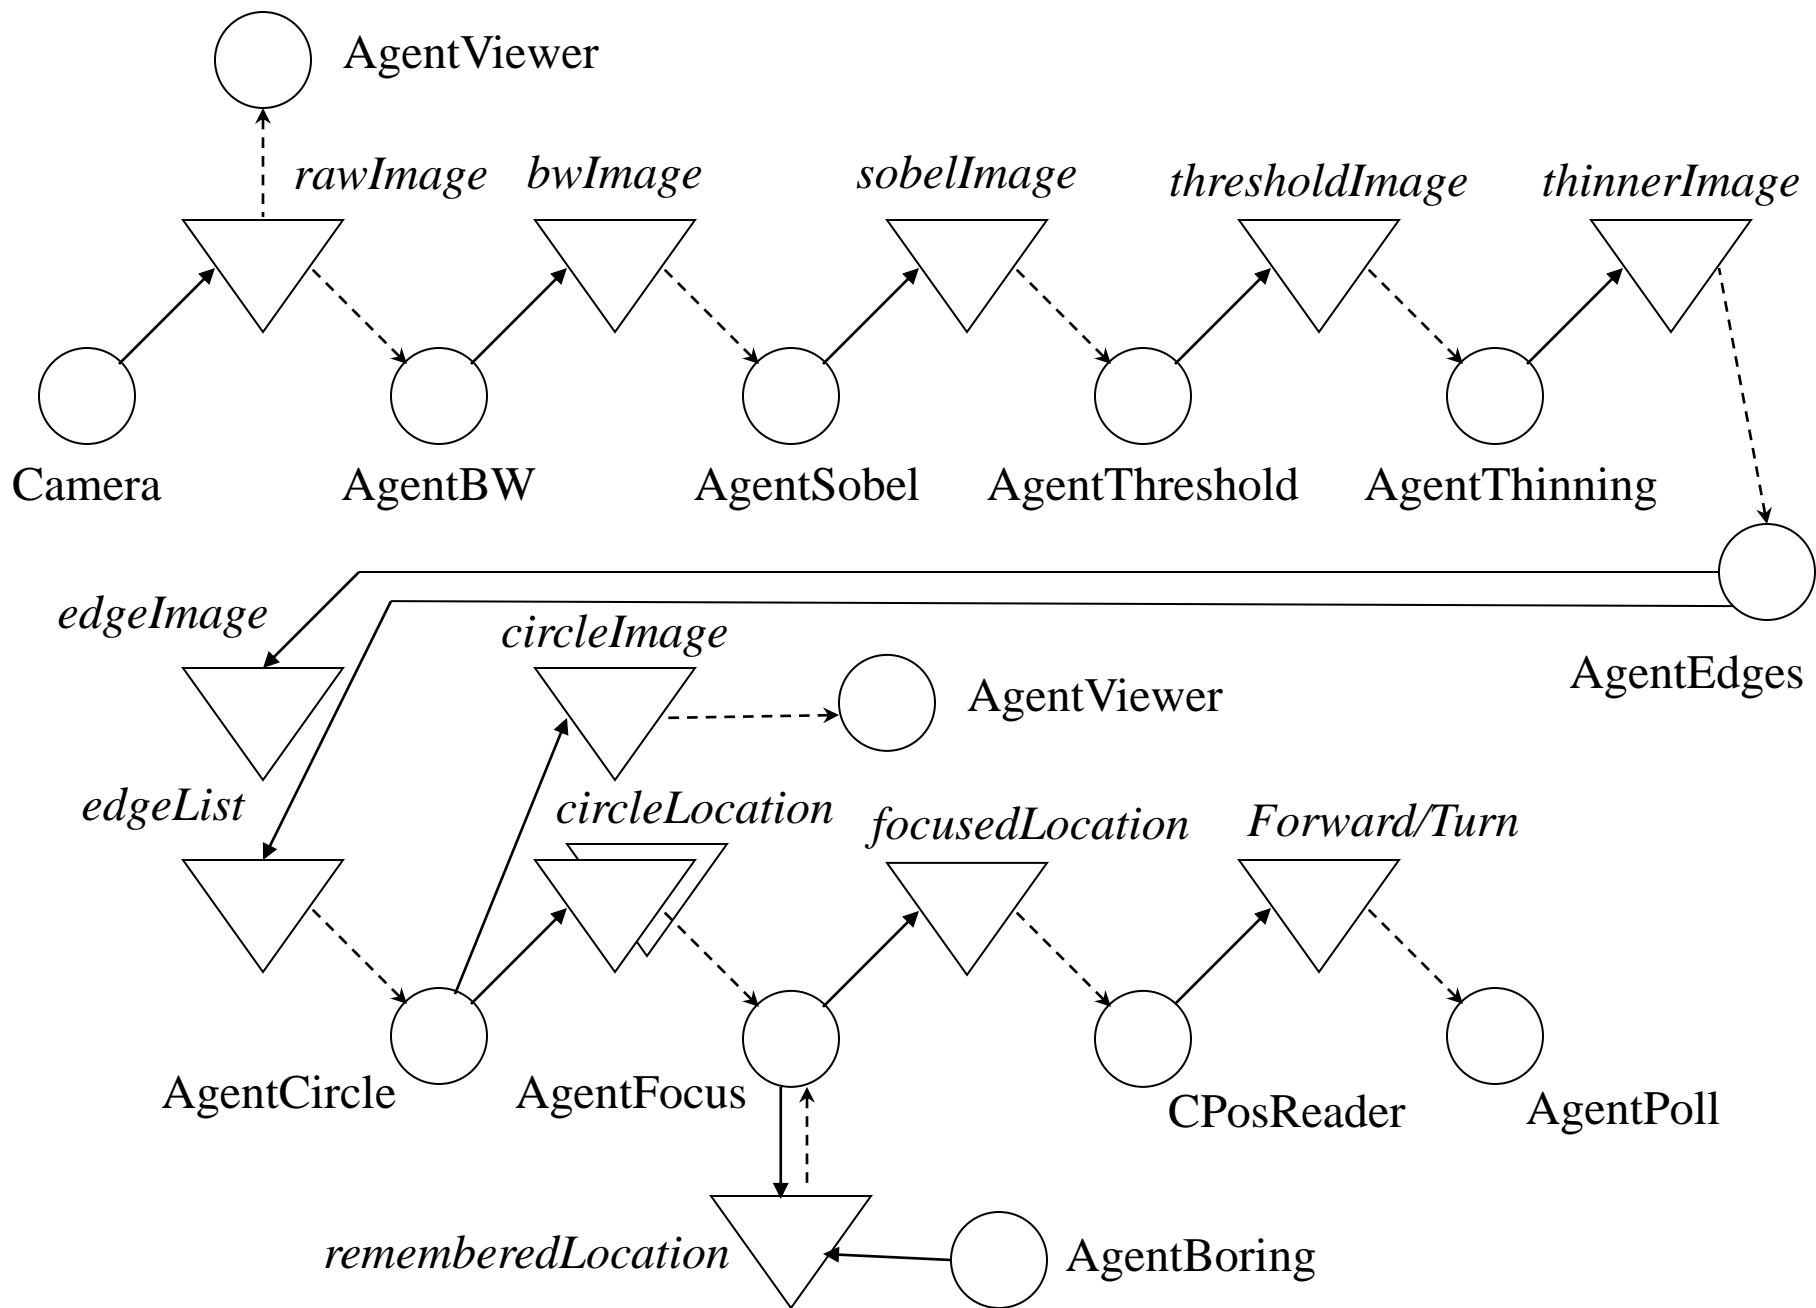 AgentViewer
rawImage
bwImage
sobelImage
thresholdImage
thinnerImage
Camera
AgentBW
AgentSobel
AgentThreshold
AgentThinning
edgeImage
circleImage
AgentViewer
AgentEdges
edgeList
circleLocation
focusedLocation
Forward/Turn
AgentCircle
AgentFocus
CPosReader
AgentPoll
rememberedLocation
AgentBoring